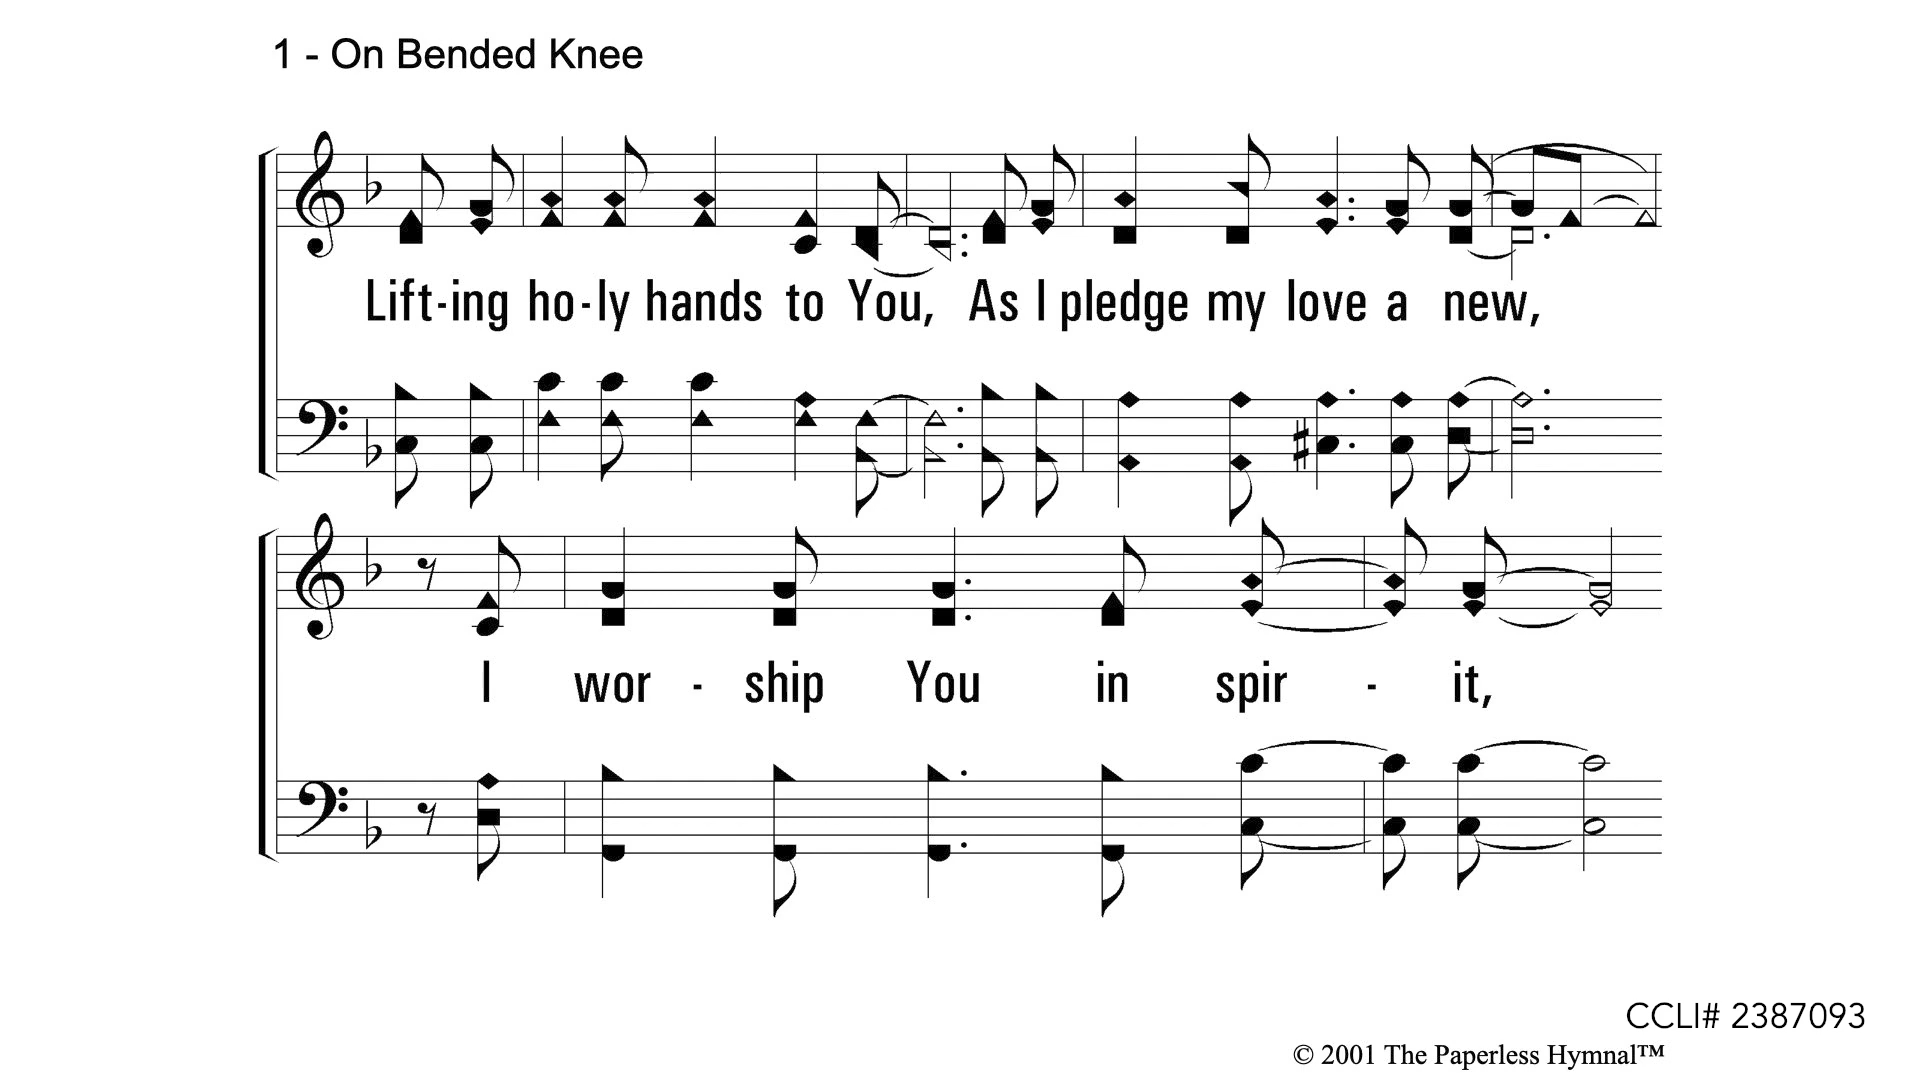 1 - On Bended Knee
Lift-ing ho-ly hands to You, As I pledge my love a new,
I wor - ship You in spir - it,
CCLI# 2387093
© 2001 The Paperless Hymnal™